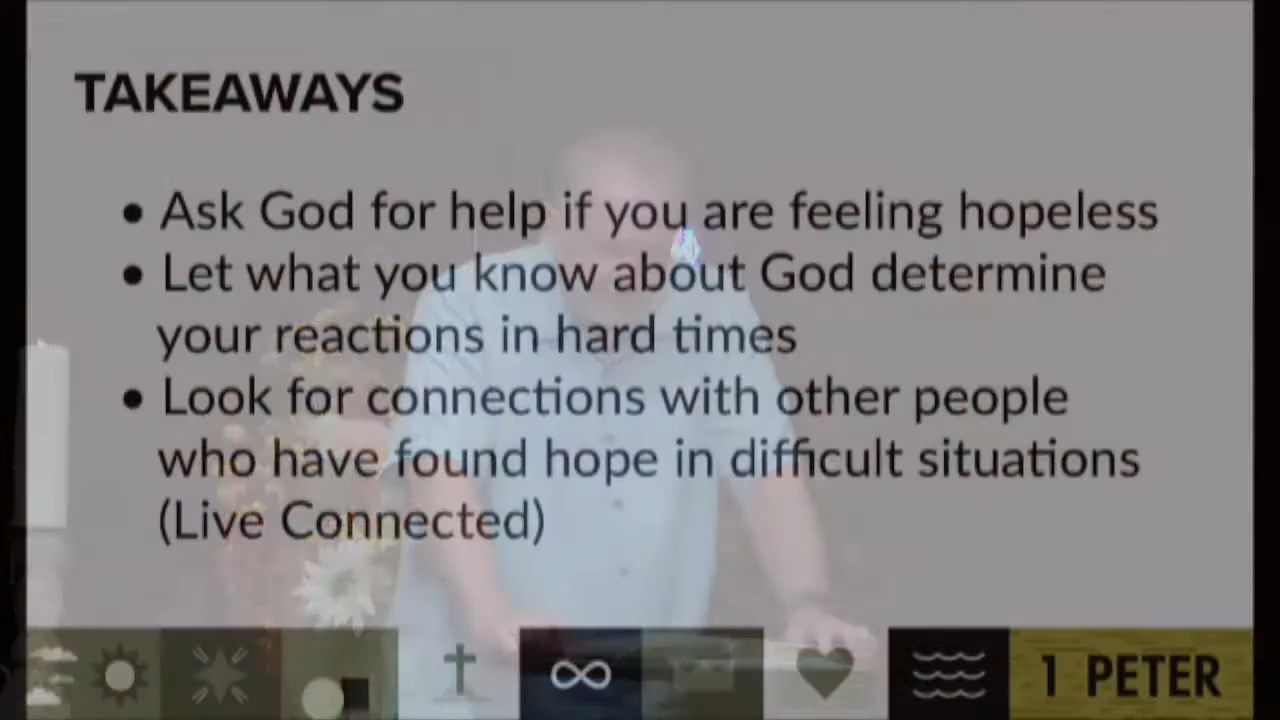 TAKEAWAYS
• Ask God for help if you are feeling hopeless
• Let what you know about God determine
your reactions in hard times
• Look for connections with other people
who have found hope in difficult situations
(Live Connected)
1 PETER